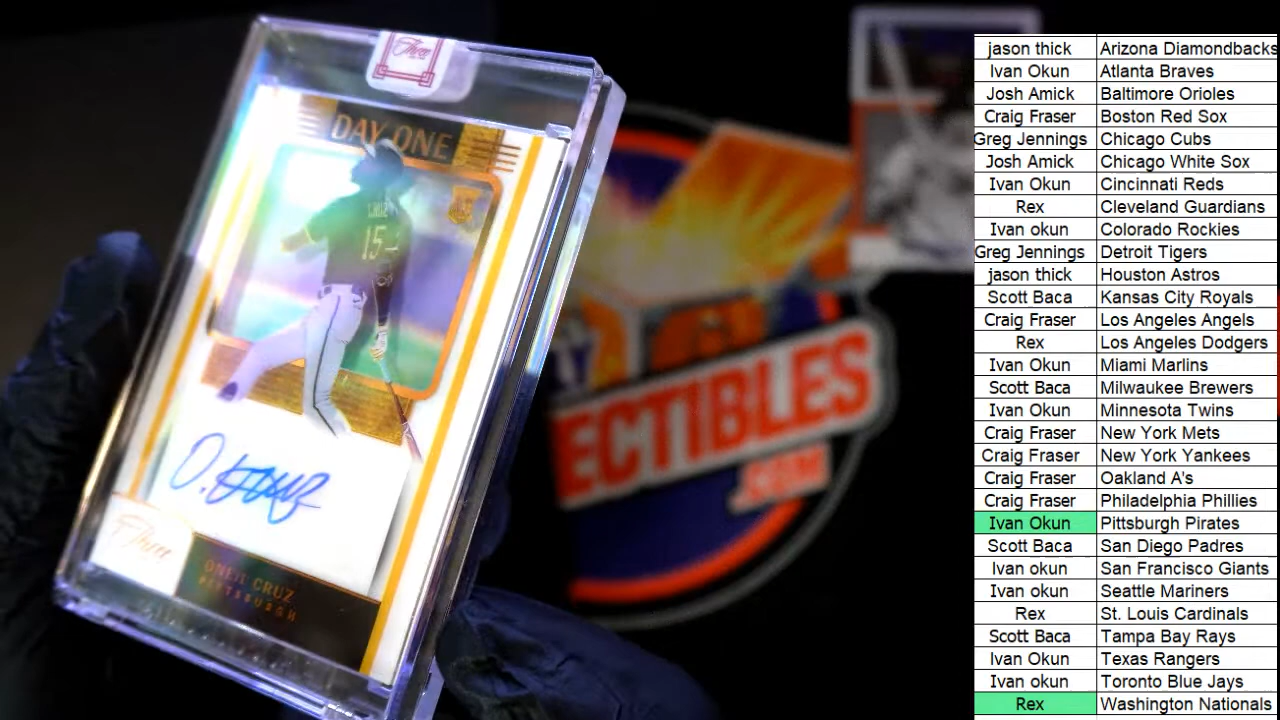 Three
DAY ONE
RC
CRUZ
15
O. Cruz
Three
ONEIL CRUZ
PITTSBURGH
ECTIBLES
.COM
jason thick Arizona Diamondbacks
Ivan Okun Atlanta Braves
Josh Amick Baltimore Orioles
Craig Fraser Boston Red Sox
Greg Jennings Chicago Cubs
Josh Amick Chicago White Sox
Ivan Okun Cincinnati Reds
Rex Cleveland Guardians
Ivan okun Colorado Rockies
Greg Jennings Detroit Tigers
jason thick Houston Astros
Scott Baca Kansas City Royals
Craig Fraser Los Angeles Angels
Rex Los Angeles Dodgers
Ivan Okun Miami Marlins
Scott Baca Milwaukee Brewers
Ivan Okun Minnesota Twins
Craig Fraser New York Mets
Craig Fraser New York Yankees
Craig Fraser Oakland A's
Craig Fraser Philadelphia Phillies
Ivan Okun Pittsburgh Pirates
Scott Baca San Diego Padres
Ivan okun San Francisco Giants
Ivan okun Seattle Mariners
Rex St. Louis Cardinals
Scott Baca Tampa Bay Rays
Ivan Okun Texas Rangers
Ivan okun Toronto Blue Jays
Rex Washington Nationals